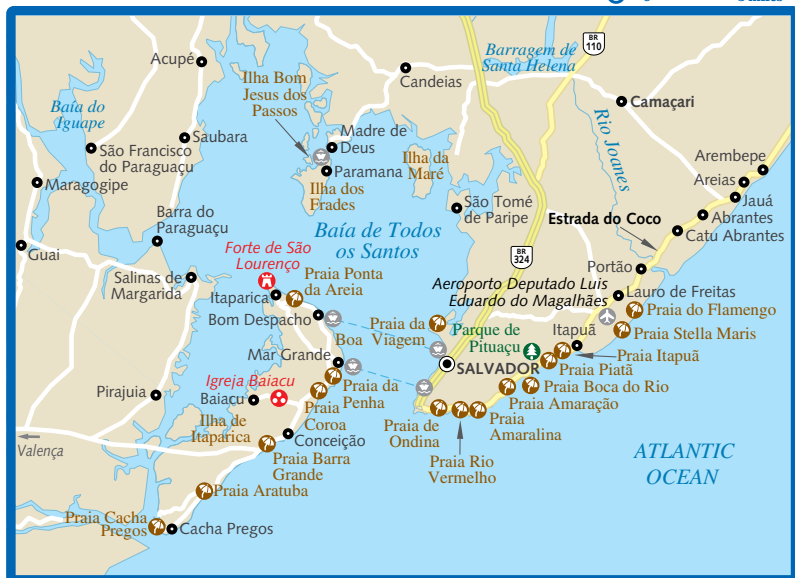 BR
110
Acupé
Candeias
Barragem de
Santa Helena
Ilha Bom
Jesus dos
Passos
Baía do
Iguape
Camaçari
Rio Joanes
Saubara
Madre de
Deus
São Francisco
do Paraguaçu
Paramana
Ilha da
Maré
Arembepe
Maragogipe
Ilha dos
Frades
Areias
São Tomé
de Paripe
Jauá
Barra do
Paraguaçu
Estrada do Coco
Abrantes
Baía de Todos
os Santos
Catu Abrantes
Guai
Forte de São
Lourenço
BR
324
Salinas de
Margarida
Praia Ponta
da Areia
Portão
Aeroporto Deputado Luis
Eduardo do Magalhães
Itaparica
Lauro de Freitas
Bom Despacho
Praia do Flamengo
Boa Viagem
Praia da
Parque de
Pituaçu
Itapuã
Praia Stella Maris
Mar Grande
Praia Itapuã
SALVADOR
Praia Piatã
Igreja Baiacu
Praia da
Penha
Praia Boca do Rio
Pirajuia
Baiacu
Praia
Coroa
Praia Amaração
Ilha de
Itaparica
Praia de
Ondina
Praia
Amaralina
Conceição
Valença
Praia Barra
Grande
Praia Rio
Vermelho
ATLANTIC
OCEAN
Praia Aratuba
Praia Cacha
Pregos
Cacha Pregos